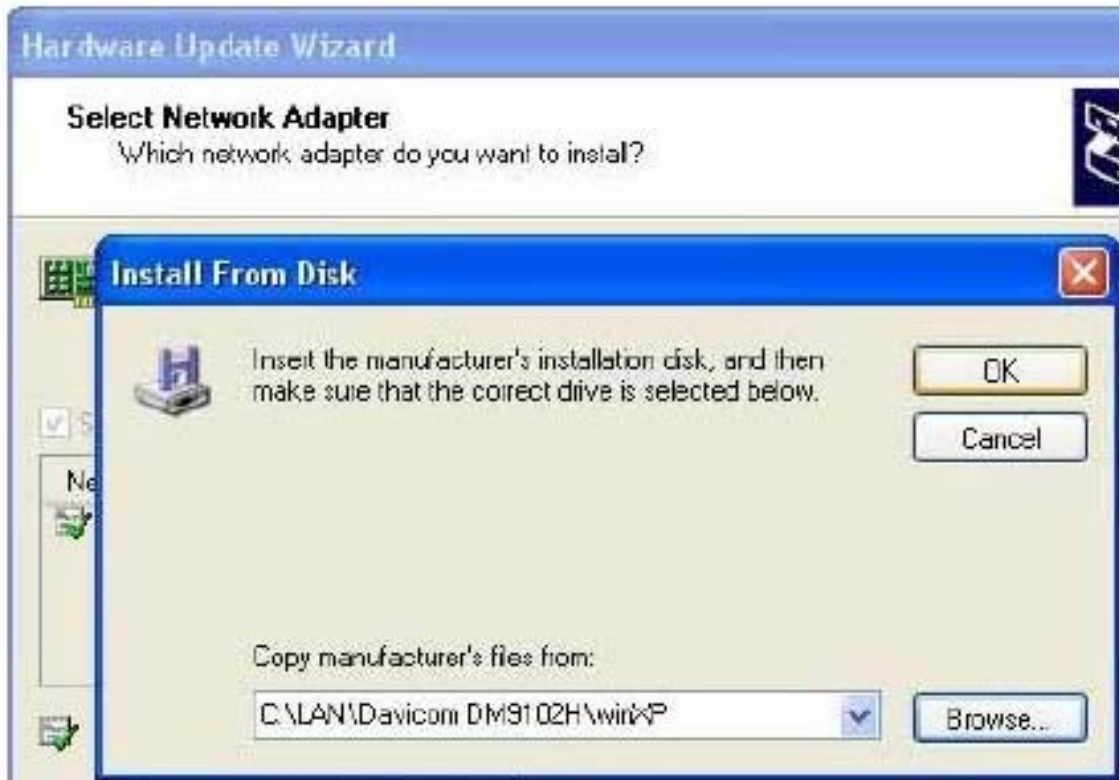 Hardware Update Wizard
Select Network Adapter
Which network adapter do you want to install?
Install From Disk
Insert the manufacturer's installation disk, and then
make sure that the correct drive is selected below.
OK
Cancel
S
Ne
Copy manufacturer's files from:
C:\LAN\Davicom DM9102H\winXP
Browse...